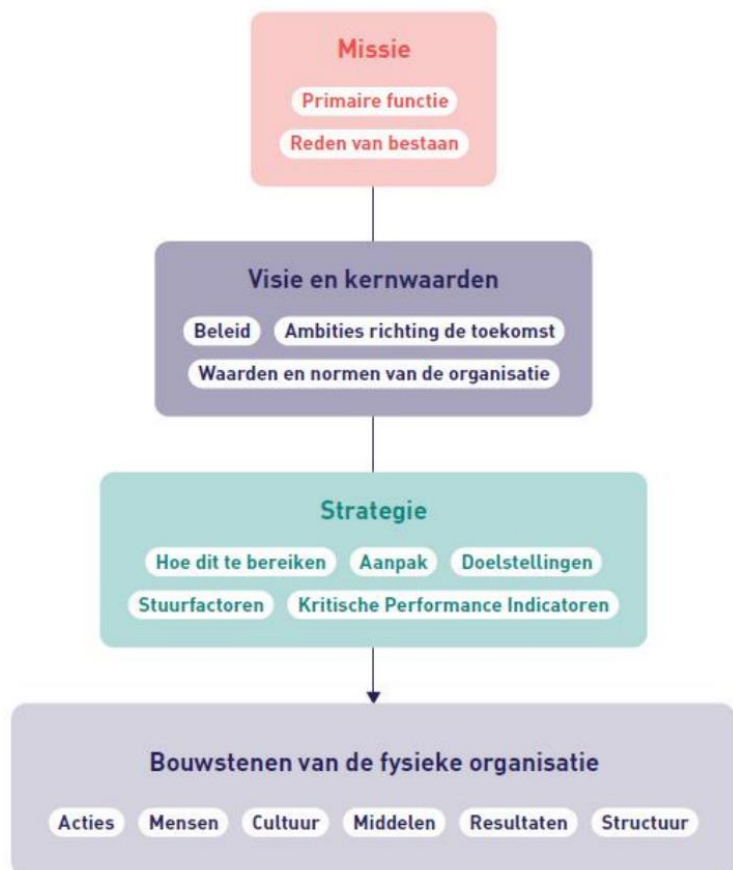 Missie
Primaire functie
Reden van bestaan
Visie en kernwaarden
Beleid Ambities richting de toekomst
Waarden en normen van de organisatie
Strategie
Hoe dit te bereiken Aanpak Doelstellingen
Stuurfactoren Kritische Performance Indicatoren
Bouwstenen van de fysieke organisatie
Acties Mensen Cultuur Middelen Resultaten Structuur